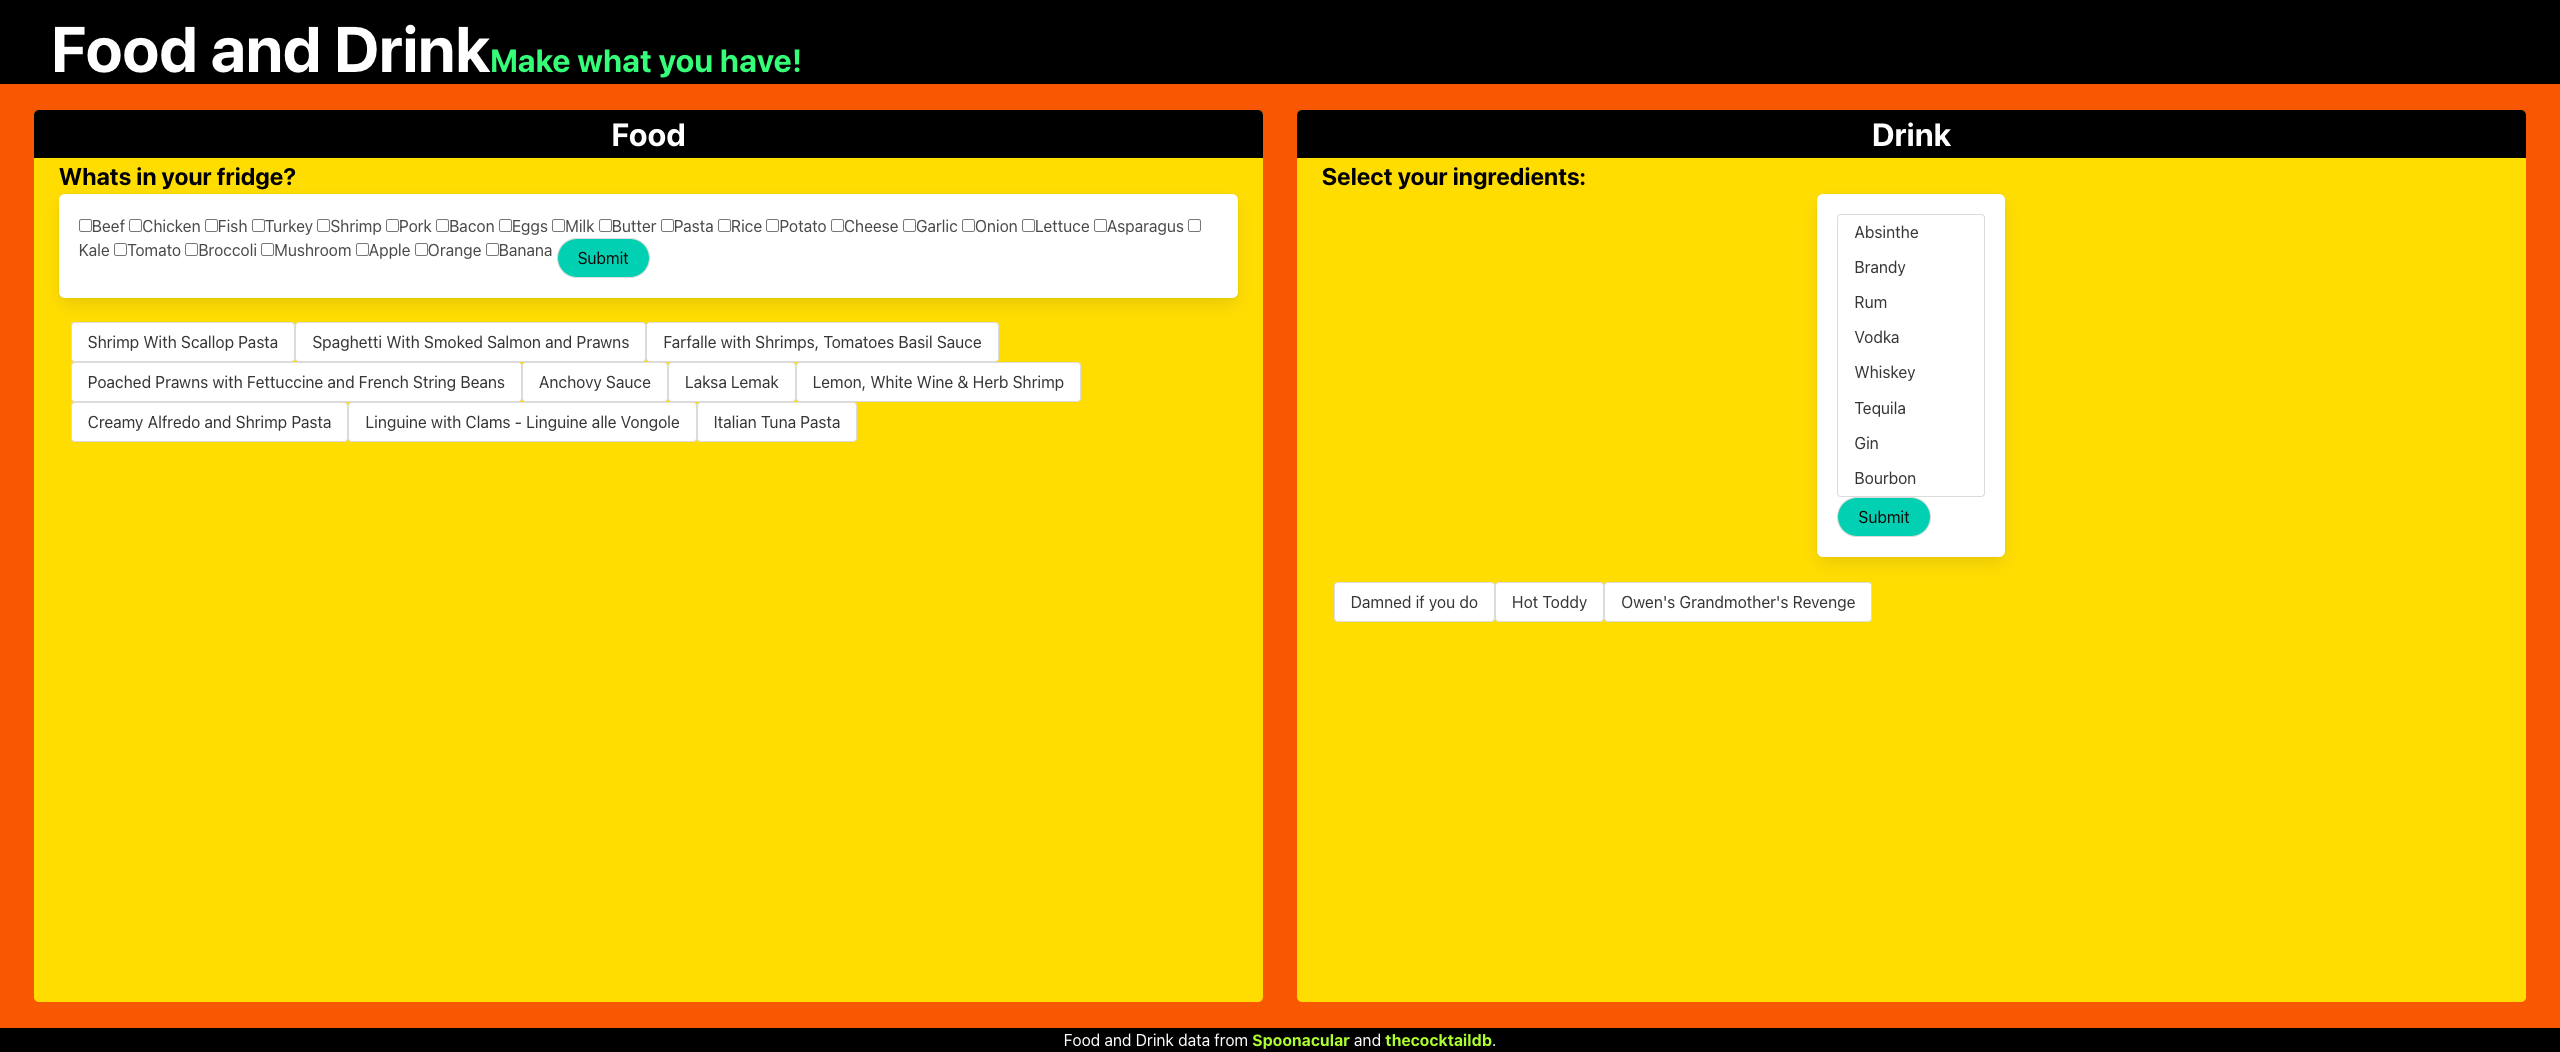 Food and Drink Make what you have!
Food
Whats in your fridge?
Beef Chicken Fish Turkey Shrimp Pork Bacon Eggs Milk Butter Pasta Rice Potato Cheese Garlic Onion Lettuce Asparagus
Kale Tomato Broccoli Mushroom Apple Orange Banana Submit
Shrimp With Scallop Pasta Spaghetti With Smoked Salmon and Prawns Farfalle with Shrimps, Tomatoes Basil Sauce
Poached Prawns with Fettuccine and French String Beans Anchovy Sauce Laksa Lemak Lemon, White Wine & Herb Shrimp
Creamy Alfredo and Shrimp Pasta Linguine with Clams - Linguine alle Vongole Italian Tuna Pasta
Drink
Select your ingredients:
Absinthe
Brandy
Rum
Vodka
Whiskey
Tequila
Gin
Bourbon
Submit
Damned if you do Hot Toddy Owen's Grandmother's Revenge
Food and Drink data from Spoonacular and thecocktaildb.